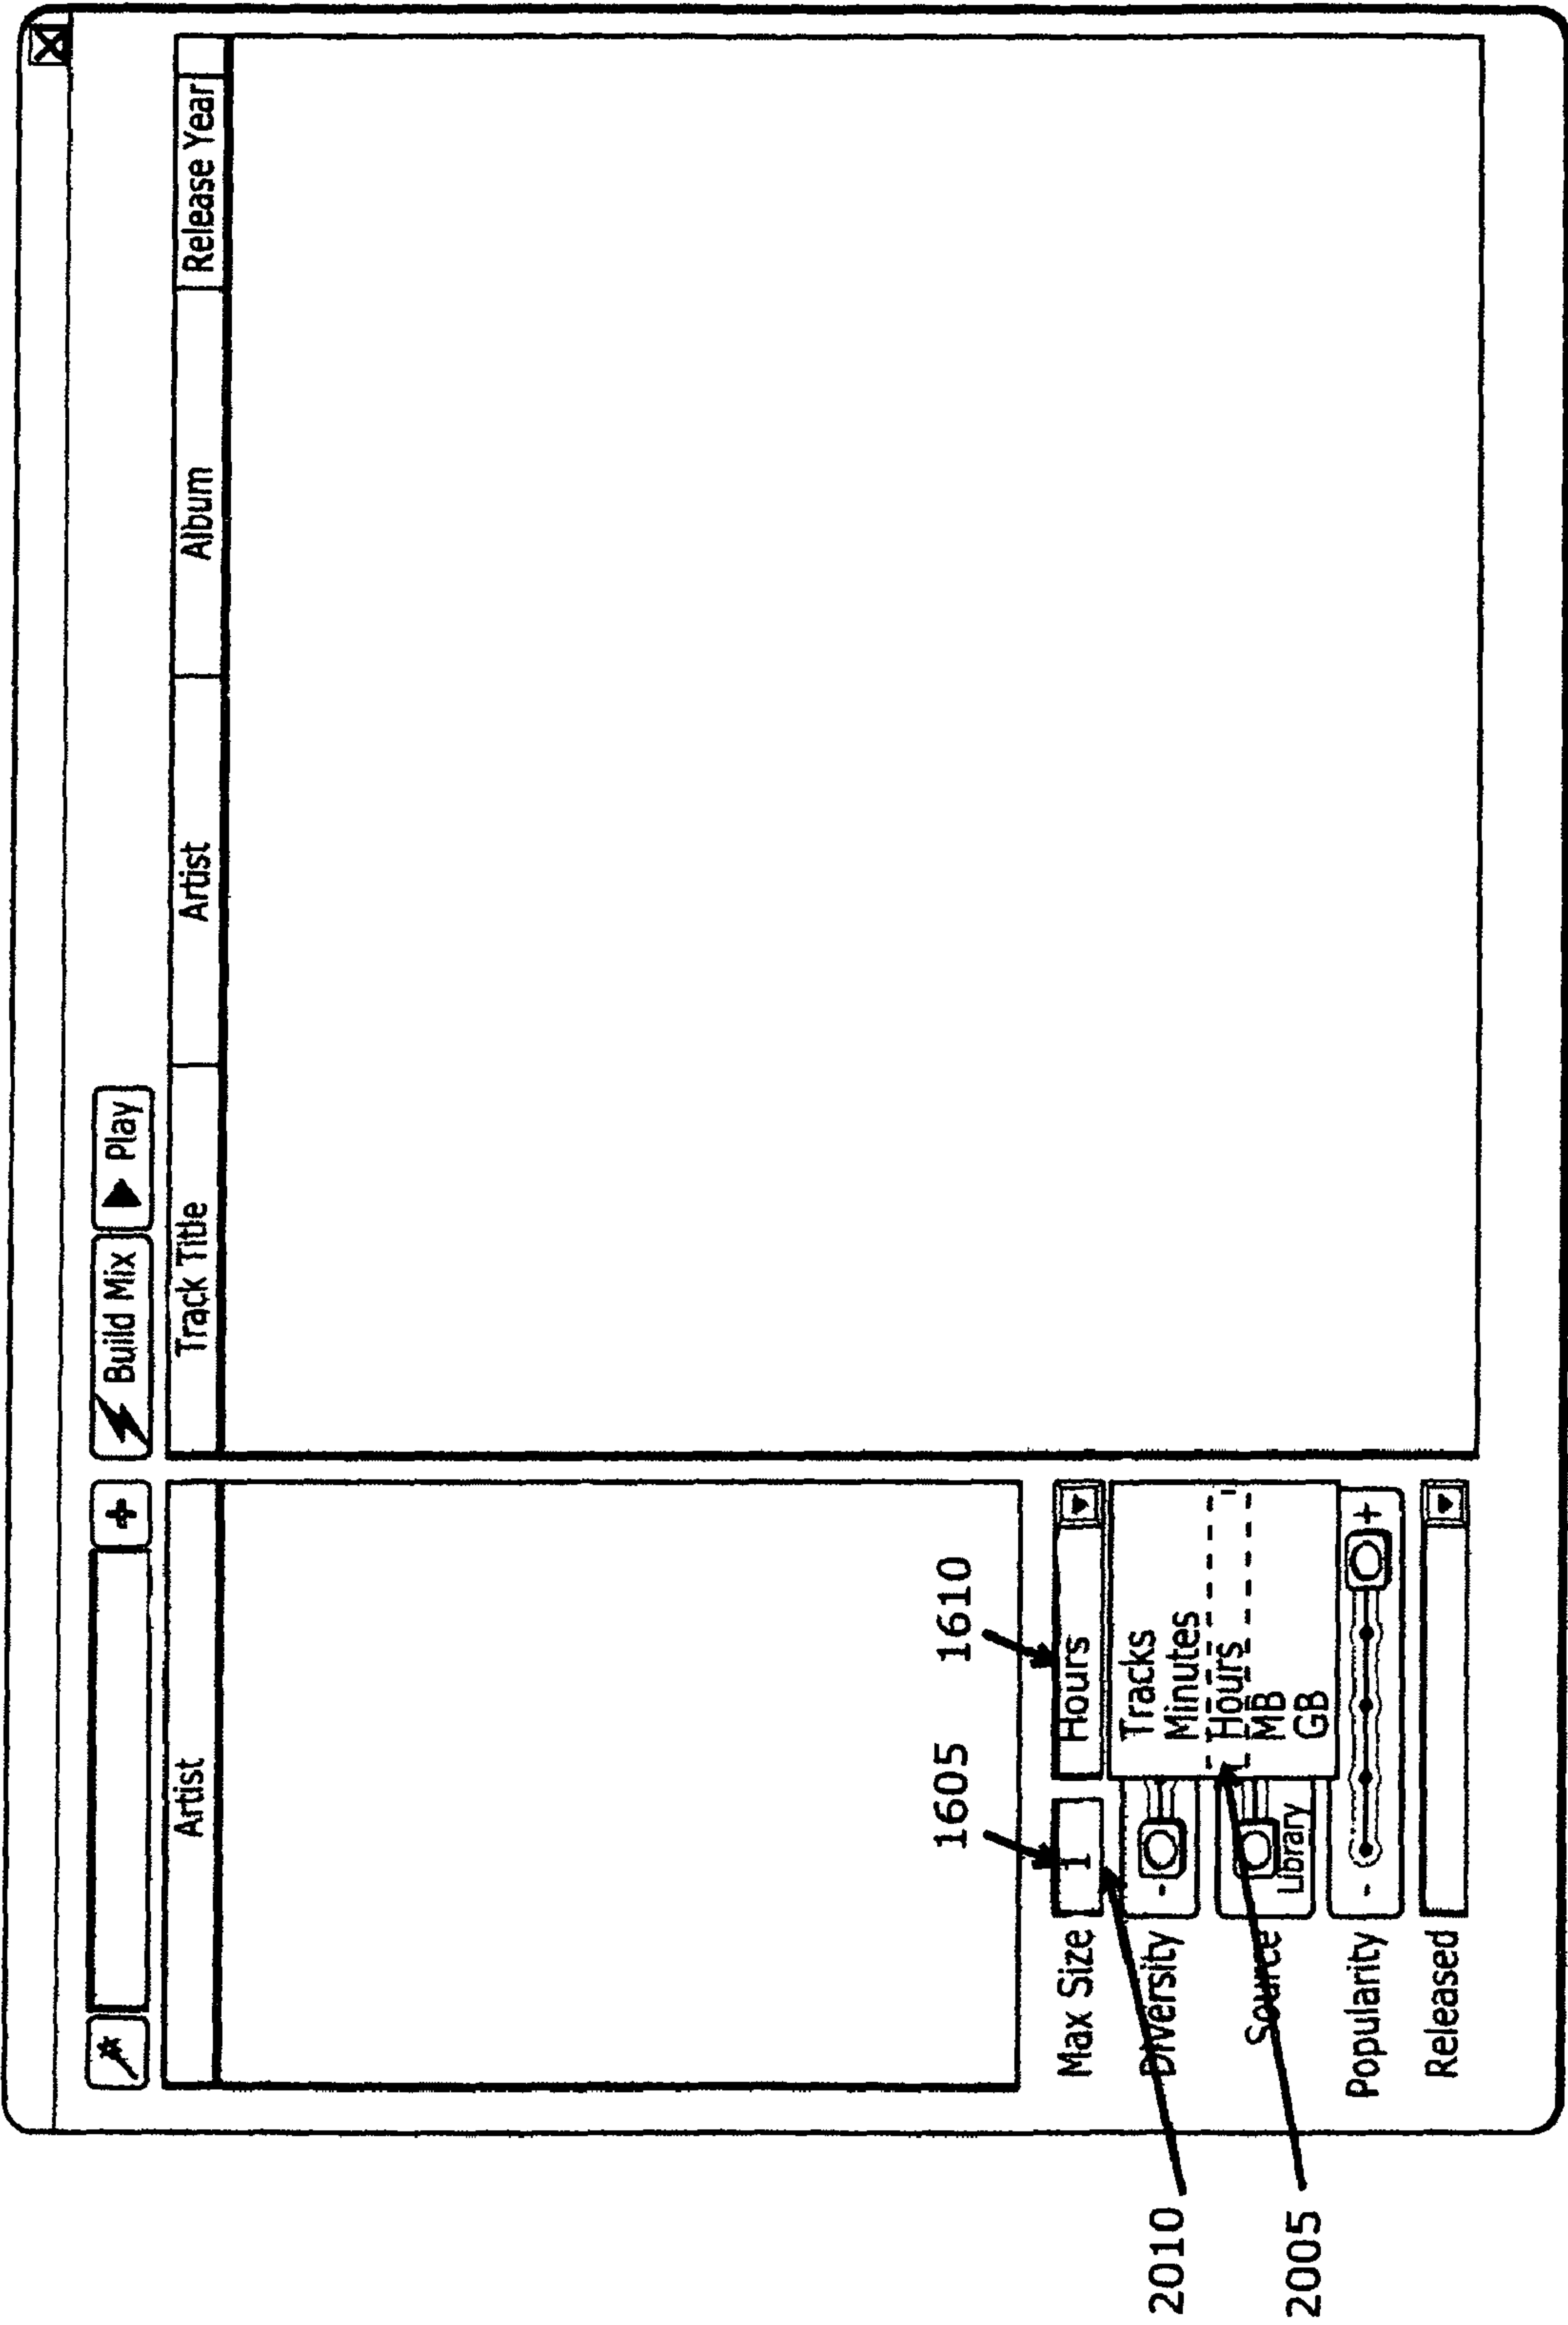 Build Mix
Play
Artist
Track Title
Artist
Album
Release Year
1605
1610
Max Size
1
Hours
Tracks
Minutes
Hours
MB
GB
Diversity
-
Source
Library
Popularity
-
+
Released
2010
2005